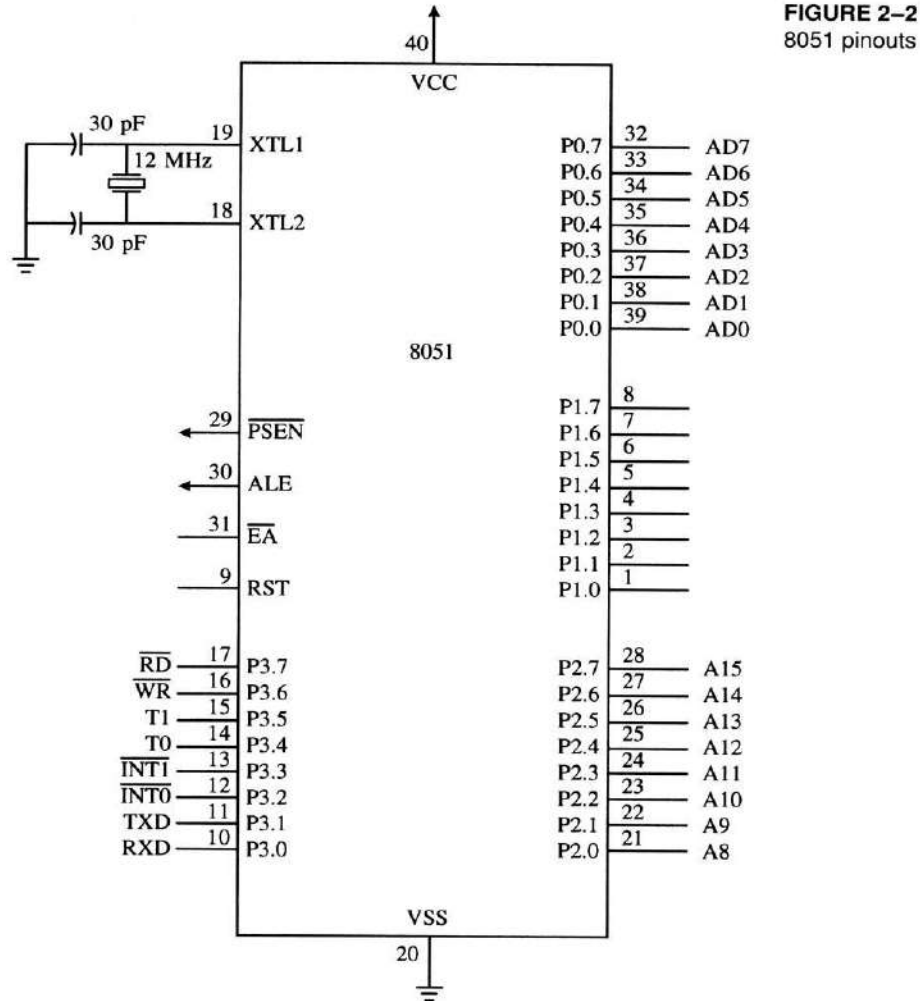 FIGURE 2–2
8051 pinouts
40
VCC
30 pF
19 XTL1
12 MHz
18 XTL2
30 pF
P0.7 32 AD7
P0.6 33 AD6
P0.5 34 AD5
P0.4 35 AD4
P0.3 36 AD3
P0.2 37 AD2
P0.1 38 AD1
P0.0 39 AD0
8051
29 PSEN
30 ALE
31 EA
9 RST
P1.7 8
P1.6 7
P1.5 6
P1.4 5
P1.3 4
P1.2 3
P1.1 2
P1.0 1
RD 17 P3.7
WR 16 P3.6
T1 15 P3.5
T0 14 P3.4
INT1 13 P3.3
INT0 12 P3.2
TXD 11 P3.1
RXD 10 P3.0
P2.7 28 A15
P2.6 27 A14
P2.5 26 A13
P2.4 25 A12
P2.3 24 A11
P2.2 23 A10
P2.1 22 A9
P2.0 21 A8
VSS
20